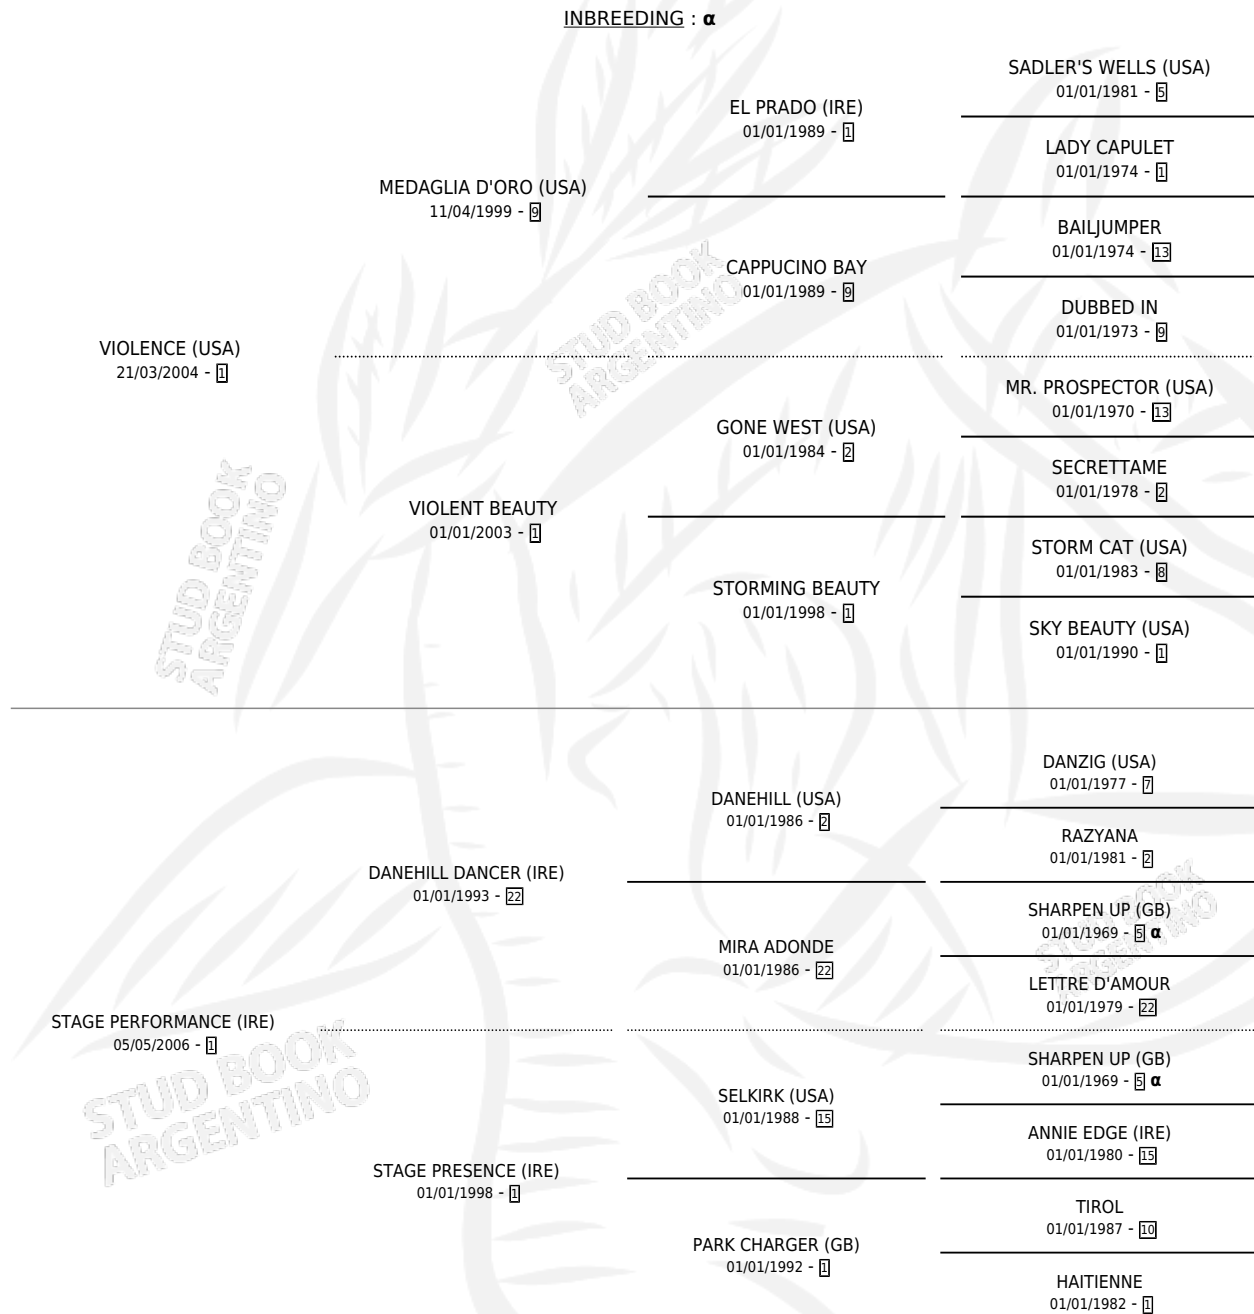 INBREEDING : α
SADLER'S WELLS (USA)
01/01/1981 - 5
EL PRADO (IRE)
01/01/1989 - 1
LADY CAPULET
01/01/1974 - 1
MEDAGLIA D'ORO (USA)
11/04/1999 - 9
BAILJUMPER
01/01/1974 - 13
CAPPUCINO BAY
01/01/1989 - 9
DUBBED IN
01/01/1973 - 9
VIOLENCE (USA)
21/03/2004 - 1
MR. PROSPECTOR (USA)
01/01/1970 - 13
GONE WEST (USA)
01/01/1984 - 2
SECRETTAME
01/01/1978 - 2
VIOLENT BEAUTY
01/01/2003 - 1
STORM CAT (USA)
01/01/1983 - 8
STORMING BEAUTY
01/01/1998 - 1
SKY BEAUTY (USA)
01/01/1990 - 1
DANZIG (USA)
01/01/1977 - 7
DANEHILL (USA)
01/01/1986 - 2
RAZYANA
01/01/1981 - 2
DANEHILL DANCER (IRE)
01/01/1993 - 22
SHARPEN UP (GB)
01/01/1969 - 5 α
MIRA ADONDE
01/01/1986 - 22
LETTRE D'AMOUR
01/01/1979 - 22
STAGE PERFORMANCE (IRE)
05/05/2006 - 1
SHARPEN UP (GB)
01/01/1969 - 5 α
SELKIRK (USA)
01/01/1988 - 15
ANNIE EDGE (IRE)
01/01/1980 - 15
STAGE PRESENCE (IRE)
01/01/1998 - 1
TIROL
01/01/1987 - 10
PARK CHARGER (GB)
01/01/1992 - 1
HAITIENNE
01/01/1982 - 1
STUD BOOK
ARGENTINO
STUD BOOK
ARGENTINO
STUD BOOK
ARGENTINO
STUD BOOK
ARGENTINO